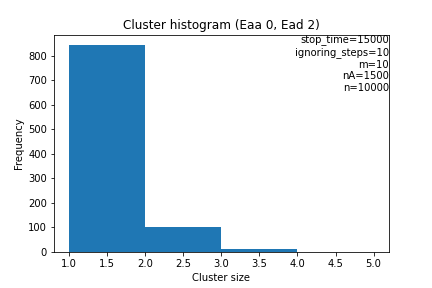 Cluster histogram (Eaa 0, Ead 2)
stop_time=15000
ignoring_steps=10
m=10
nA=1500
n=10000
800
700
600
500
400
300
200
100
0
Frequency
1.0 1.5 2.0 2.5 3.0 3.5 4.0 4.5 5.0
Cluster size